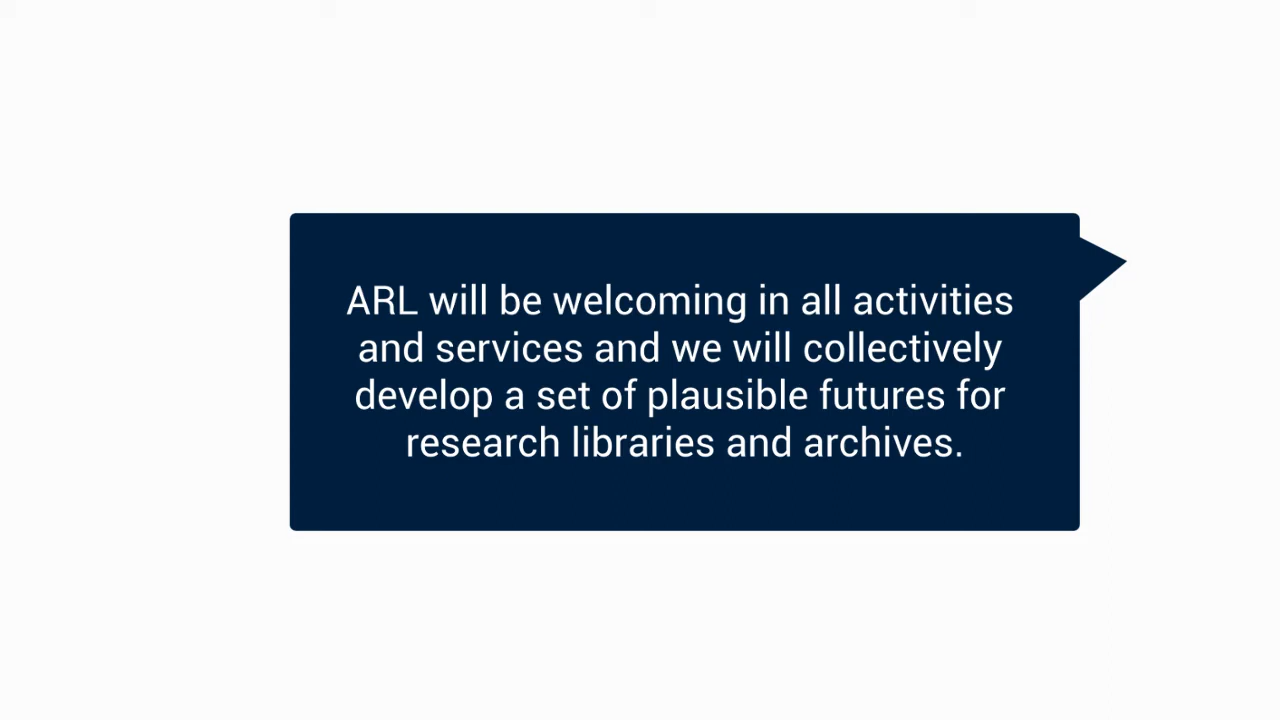 ARL will be welcoming in all activities
and services and we will collectively
develop a set of plausible futures for
research libraries and archives.